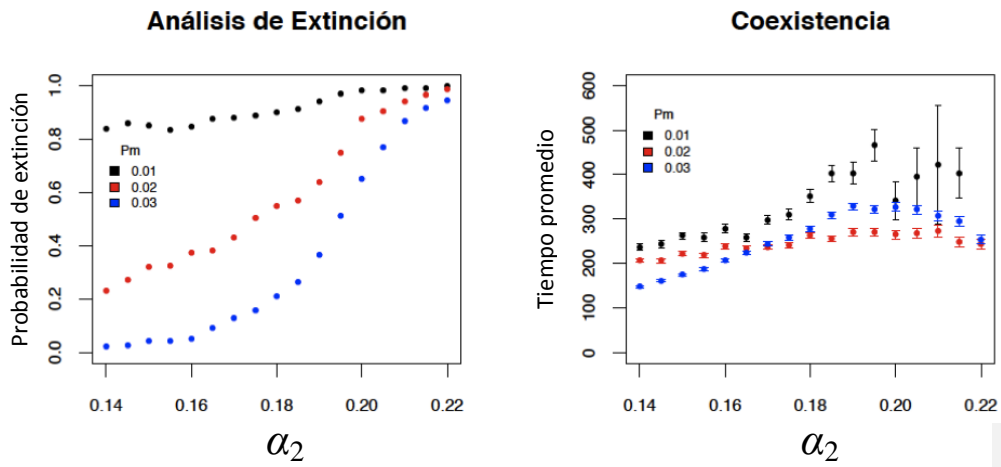 Análisis de Extinción
Probabilidad de extinción
1.0
0.8
0.6
0.4
0.2
0.0
Pm
0.01
0.02
0.03
0.14 0.16 0.18 0.20 0.22
α2
Coexistencia
Tiempo promedio
600
500
400
300
200
100
0
Pm
0.01
0.02
0.03
0.14 0.16 0.18 0.20 0.22
α2